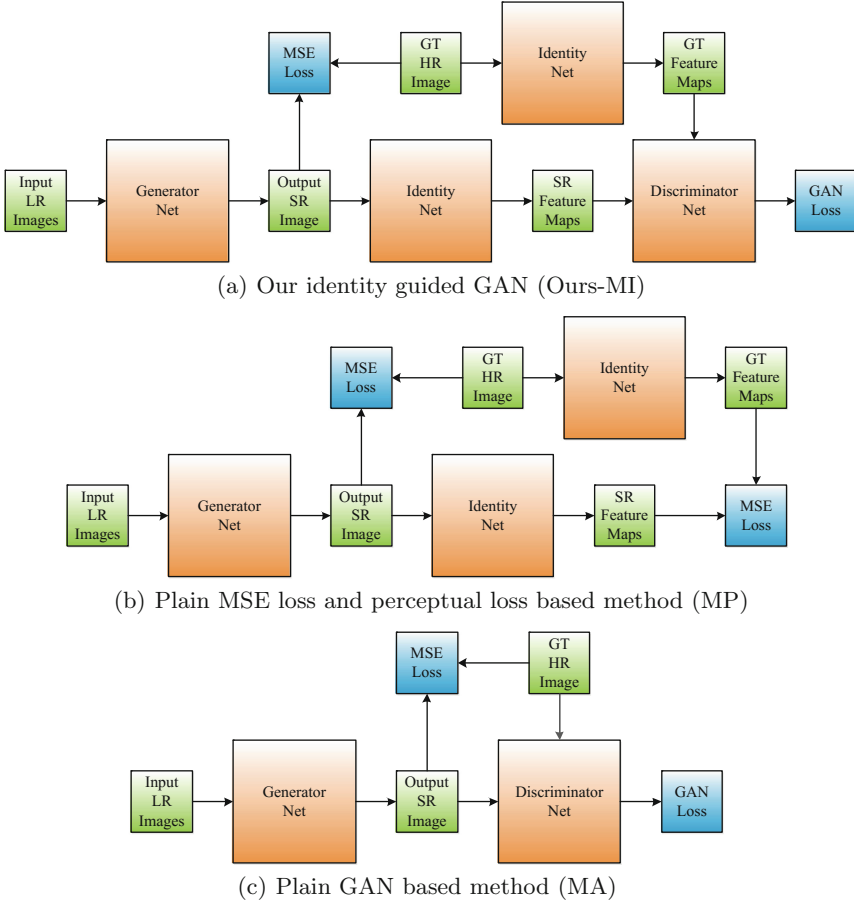 MSE
Loss
GT
HR
Image
Identity
Net
GT
Feature
Maps
Input
LR
Images
Generator
Net
Output
SR
Image
Identity
Net
SR
Feature
Maps
Discriminator
Net
GAN
Loss
(a) Our identity guided GAN (Ours-MI)
MSE
Loss
GT
HR
Image
Identity
Net
GT
Feature
Maps
Input
LR
Images
Generator
Net
Output
SR
Image
Identity
Net
SR
Feature
Maps
MSE
Loss
(b) Plain MSE loss and perceptual loss based method (MP)
MSE
Loss
GT
HR
Image
Input
LR
Images
Generator
Net
Output
SR
Image
Discriminator
Net
GAN
Loss
(c) Plain GAN based method (MA)